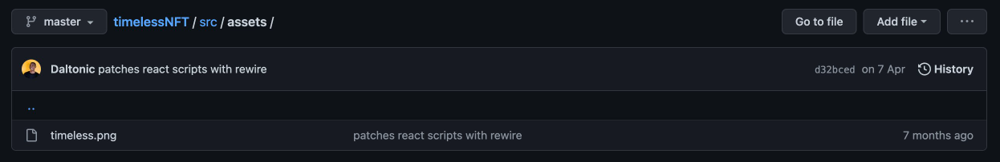 master timelessNFT / src / assets / Go to file Add file ...
Daltonic patches react scripts with rewire d32bced on 7 Apr History
..
timeless.png patches react scripts with rewire 7 months ago